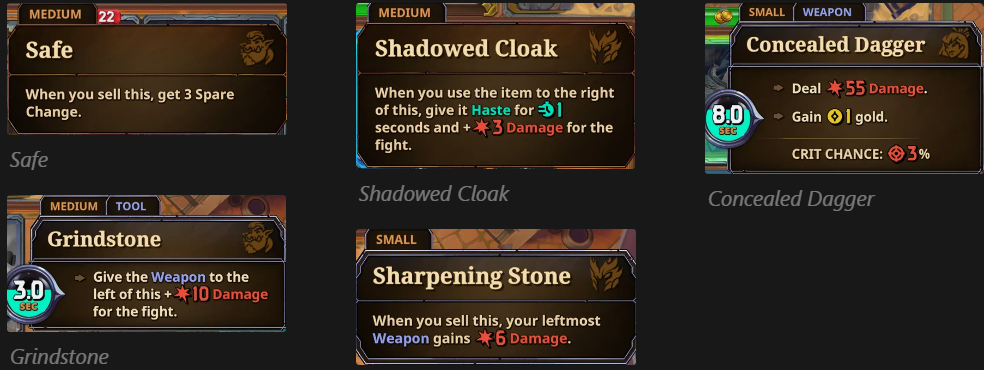 MEDIUM
22
Safe
When you sell this, get 3 Spare
Change.
Safe
MEDIUM TOOL
Grindstone
3.0
SEC
Give the Weapon to the
left of this + 10 Damage
for the fight.
Grindstone
MEDIUM
Shadowed Cloak
When you use the item to the right
of this, give it Haste for 1
seconds and + 3 Damage for the
fight.
Shadowed Cloak
SMALL
Sharpening Stone
When you sell this, your leftmost
Weapon gains 6 Damage.
SMALL WEAPON
Concealed Dagger
8.0
SEC
Deal 55 Damage.
Gain 1 gold.
CRIT CHANCE: 3%
Concealed Dagger